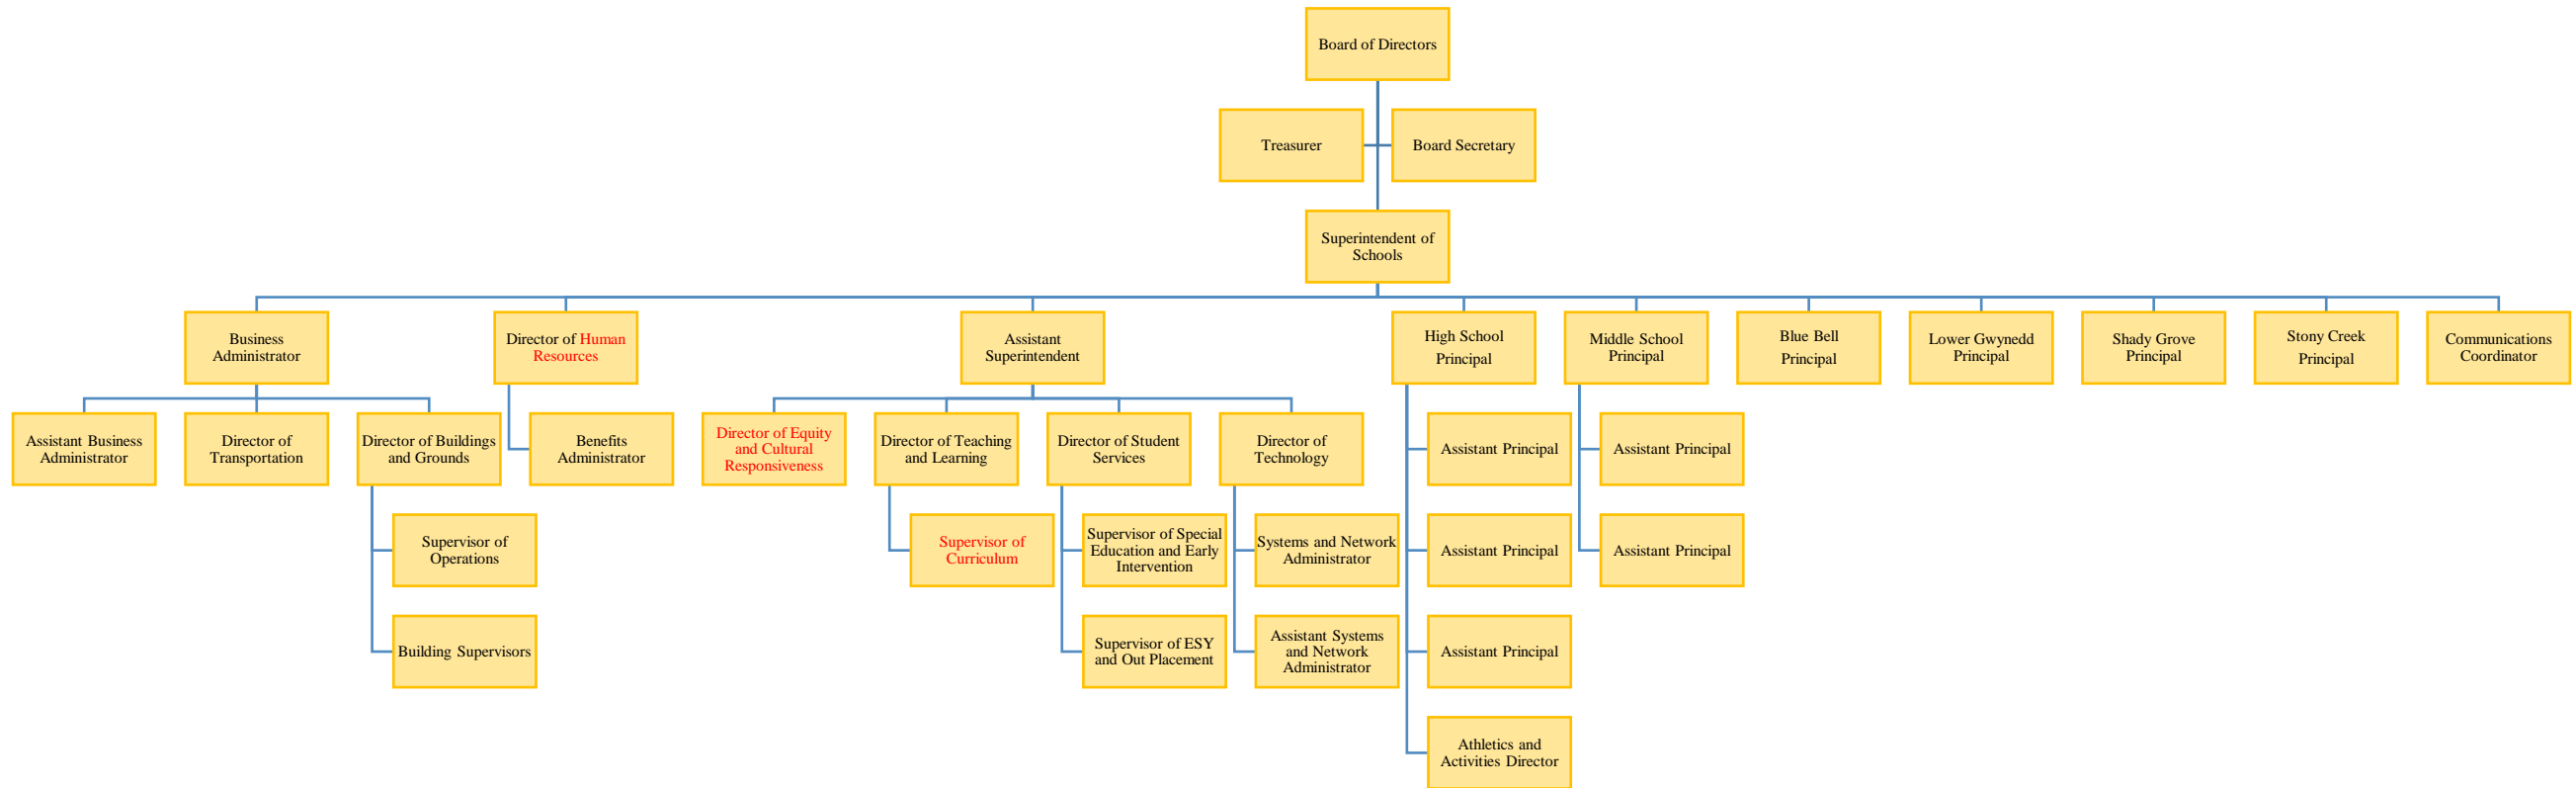 Board of Directors
Treasurer
Board Secretary
Superintendent of
Schools
Business
Administrator
Director of Human
Resources
Assistant
Superintendent
High School
Principal
Middle School
Principal
Blue Bell
Principal
Lower Gwynedd
Principal
Shady Grove
Principal
Stony Creek
Principal
Communications
Coordinator
Assistant Business
Administrator
Director of
Transportation
Director of Buildings
and Grounds
Benefits
Administrator
Director of Equity
and Cultural
Responsiveness
Director of Teaching
and Learning
Director of Student
Services
Director of
Technology
Assistant Principal
Assistant Principal
Supervisor of
Operations
Supervisor of
Curriculum
Supervisor of Special
Education and Early
Intervention
Systems and Network
Administrator
Assistant Principal
Assistant Principal
Building Supervisors
Supervisor of ESY
and Out Placement
Assistant Systems
and Network
Administrator
Assistant Principal
Athletics and
Activities Director